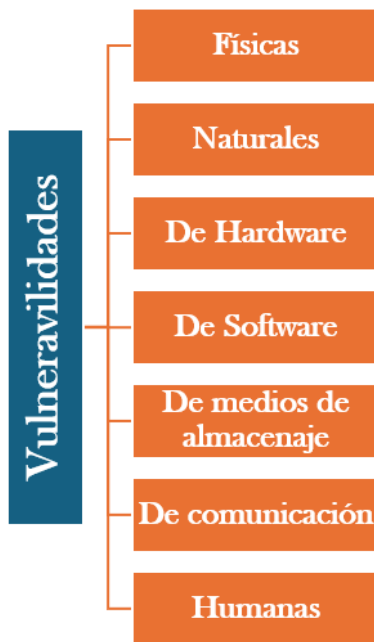 Vulneravilidades
Físicas
Naturales
De Hardware
De Software
De medios de
almacenaje
De comunicación
Humanas